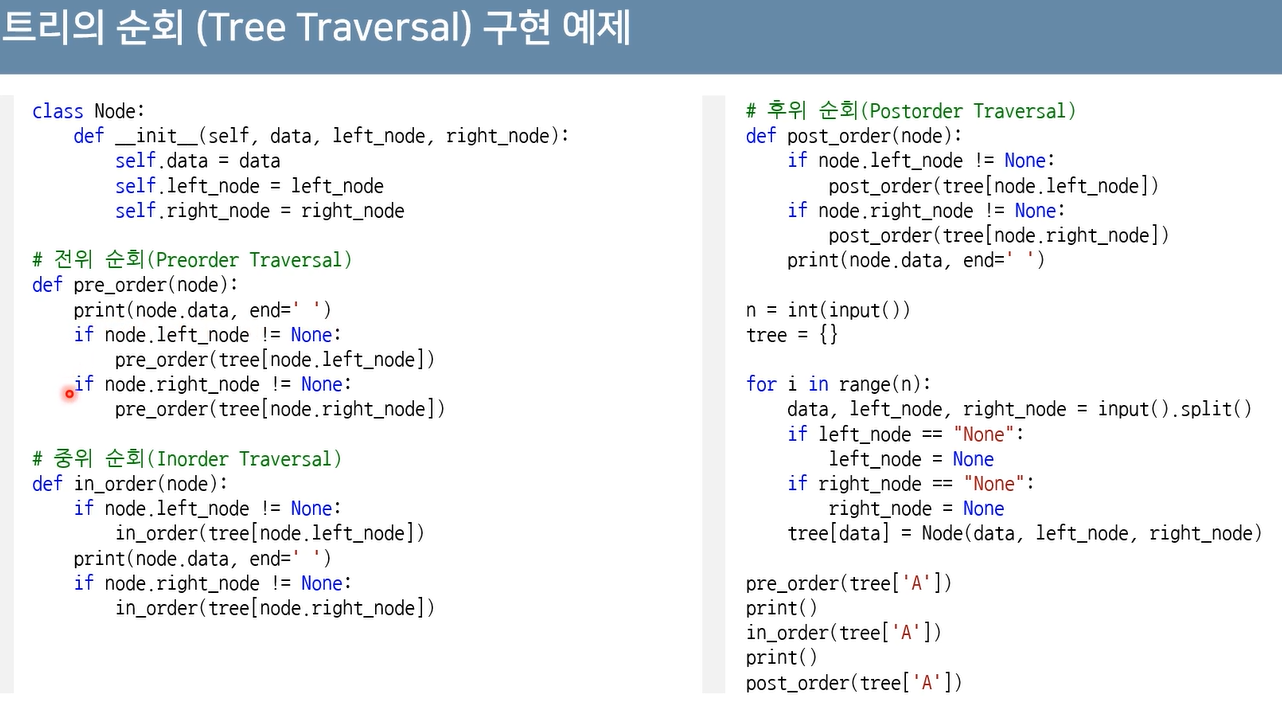 트리의 순회 (Tree Traversal) 구현 예제
class Node:
    def __init__(self, data, left_node, right_node):
        self.data = data
        self.left_node = left_node
        self.right_node = right_node

# 전위 순회(Preorder Traversal)
def pre_order(node):
    print(node.data, end=' ')
    if node.left_node != None:
        pre_order(tree[node.left_node])
    if node.right_node != None:
        pre_order(tree[node.right_node])

# 중위 순회(Inorder Traversal)
def in_order(node):
    if node.left_node != None:
        in_order(tree[node.left_node])
    print(node.data, end=' ')
    if node.right_node != None:
        in_order(tree[node.right_node])

# 후위 순회(Postorder Traversal)
def post_order(node):
    if node.left_node != None:
        post_order(tree[node.left_node])
    if node.right_node != None:
        post_order(tree[node.right_node])
    print(node.data, end=' ')

n = int(input())
tree = {}

for i in range(n):
    data, left_node, right_node = input().split()
    if left_node == "None":
        left_node = None
    if right_node == "None":
        right_node = None
    tree[data] = Node(data, left_node, right_node)

pre_order(tree['A'])
print()
in_order(tree['A'])
print()
post_order(tree['A'])